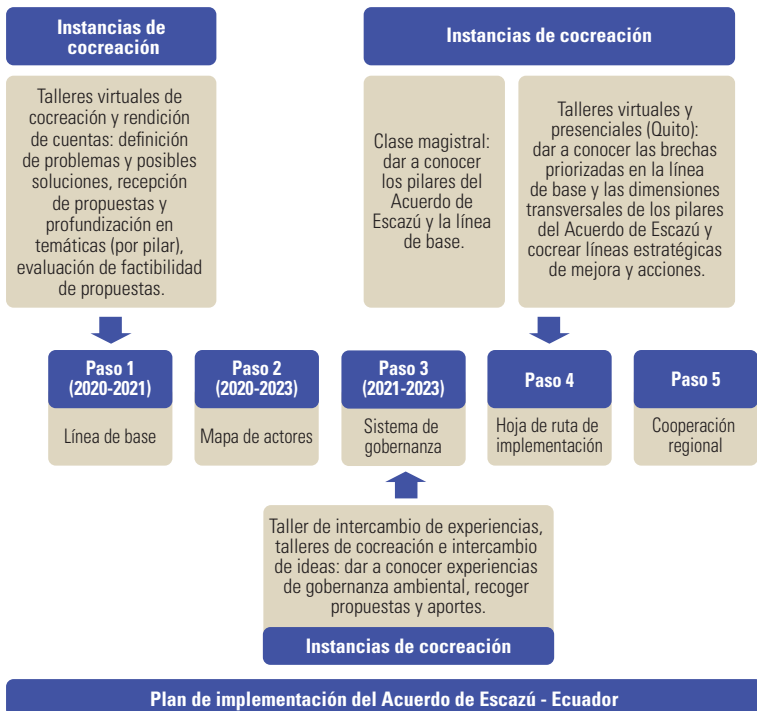 Instancias de
cocreación
Talleres virtuales de
cocreación y rendición
de cuentas: definición
de problemas y posibles
soluciones, recepción
de propuestas y
profundización en
temáticas (por pilar),
evaluación de factibilidad
de propuestas.
Instancias de cocreación
Clase magistral:
dar a conocer
los pilares del
Acuerdo de
Escazú y la línea
de base.
Talleres virtuales y
presenciales (Quito):
dar a conocer las brechas
priorizadas en la línea
de base y las dimensiones
transversales de los pilares
del Acuerdo de Escazú y
cocrear líneas estratégicas
de mejora y acciones.
Paso 1
(2020-2021)
Línea de base
Paso 2
(2020-2023)
Mapa de actores
Paso 3
(2021-2023)
Sistema de
gobernanza
Paso 4
Hoja de ruta de
implementación
Paso 5
Cooperación
regional
Taller de intercambio de experiencias,
talleres de cocreación e intercambio
de ideas: dar a conocer experiencias
de gobernanza ambiental, recoger
propuestas y aportes.
Instancias de cocreación
Plan de implementación del Acuerdo de Escazú - Ecuador